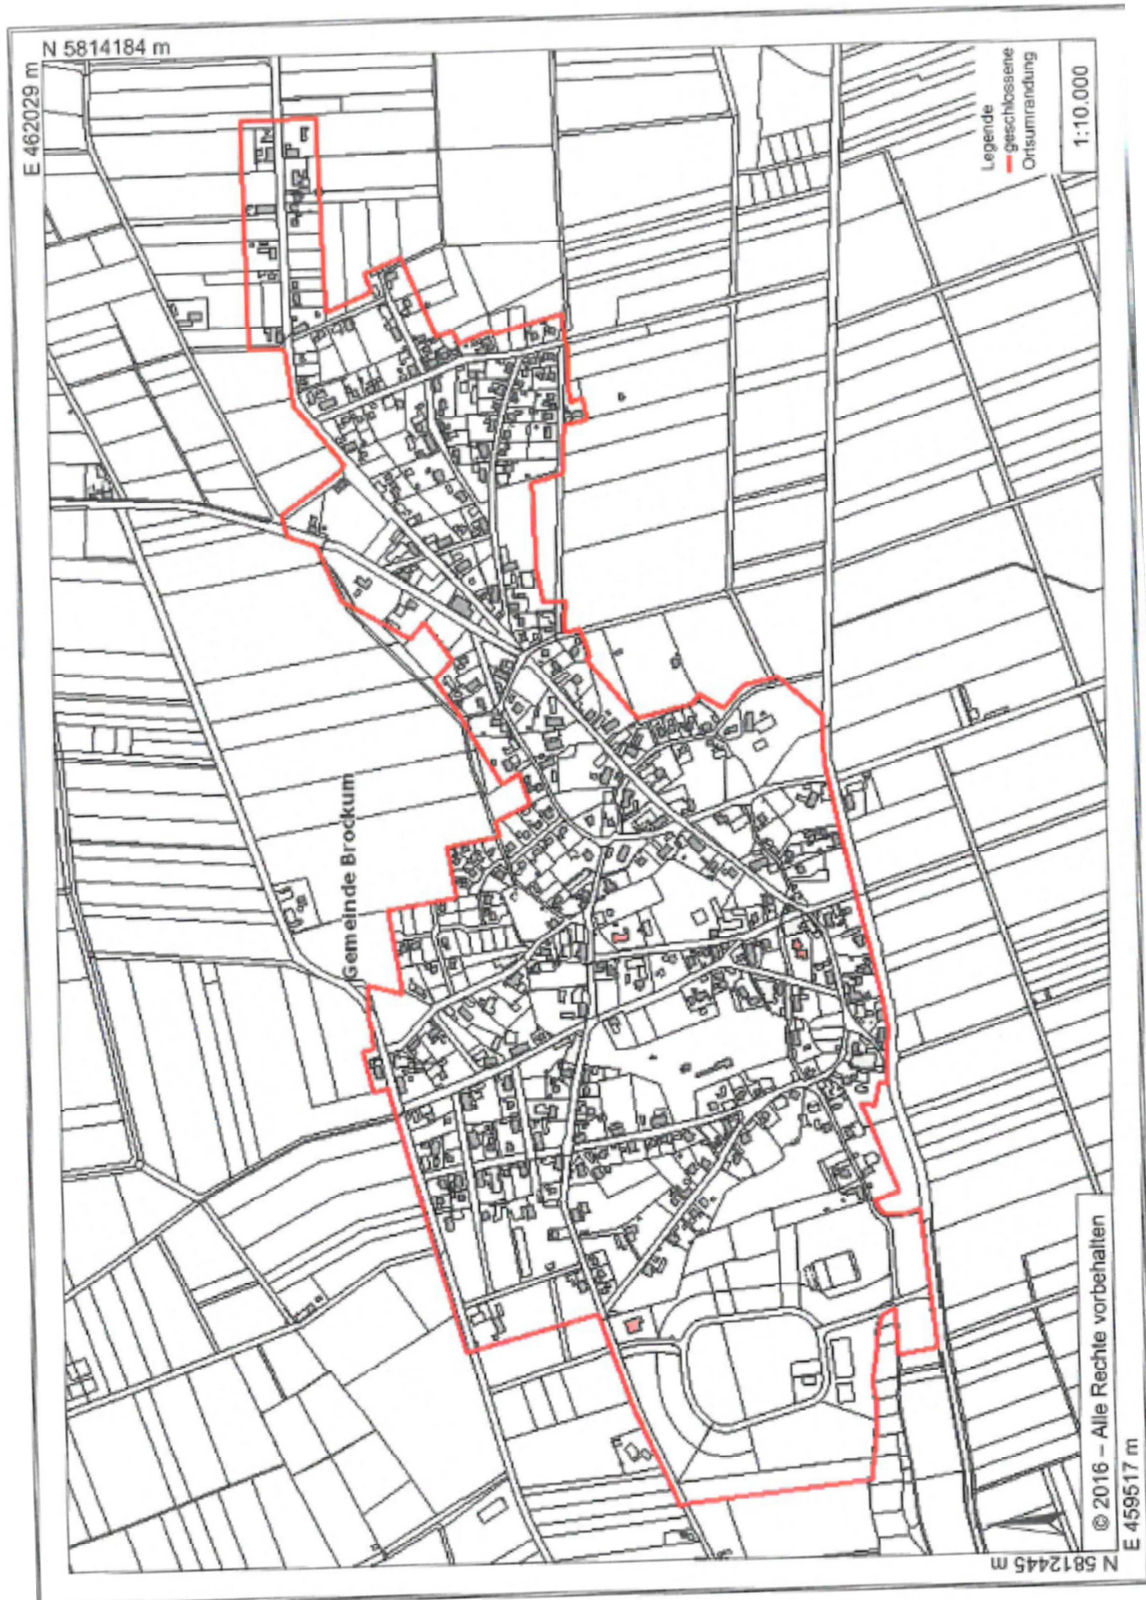 N 5814184 m
E 462029 m
Legende
geschlossene
Ortsumrandung
1:10.000
Gemeinde Brockum
© 2016 – Alle Rechte vorbehalten
E 459517 m
N 5812445 m